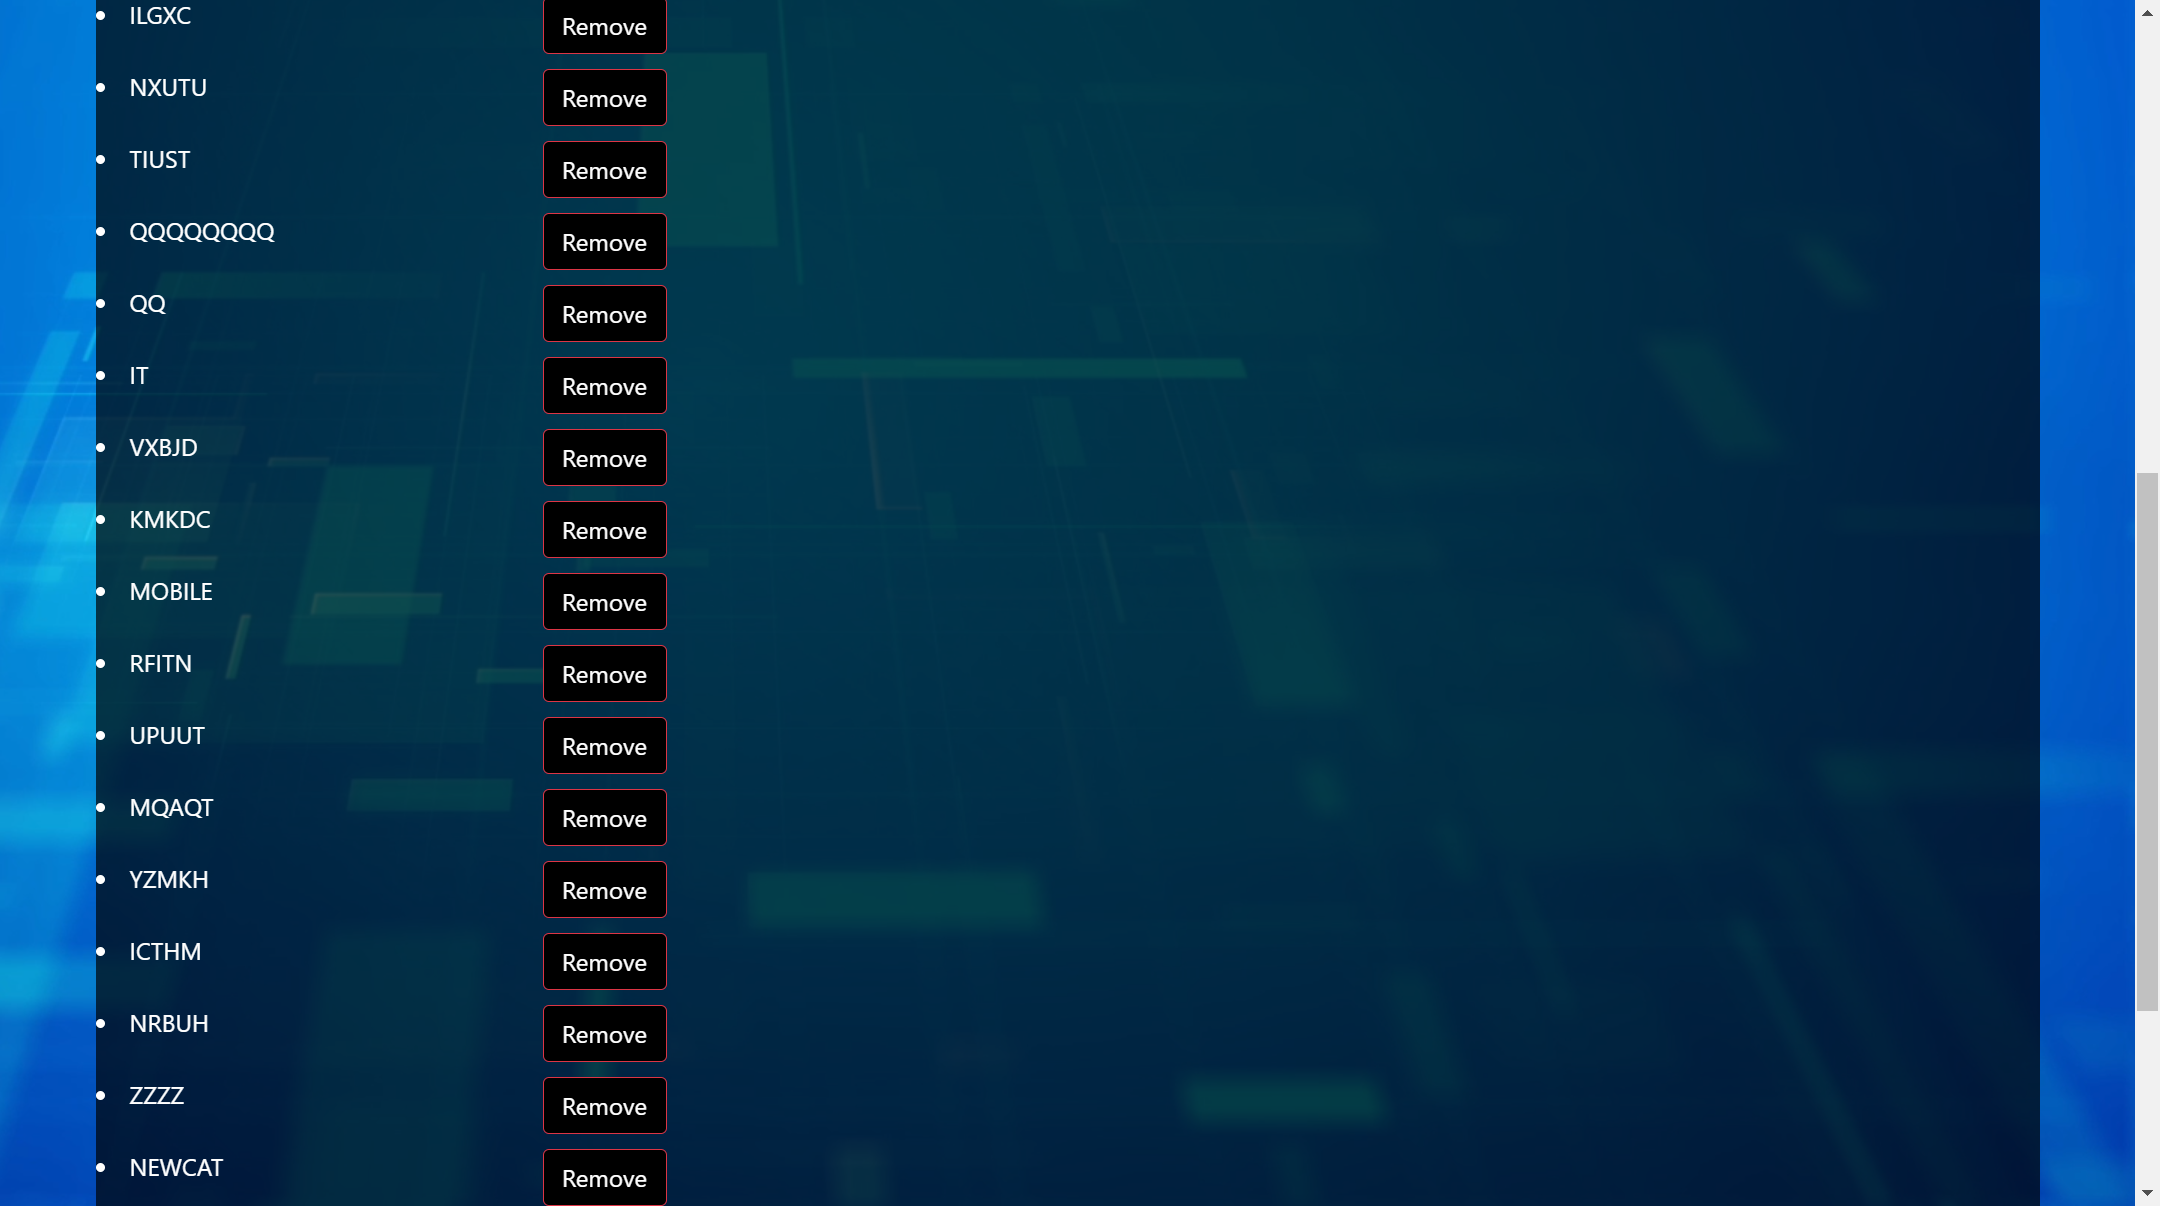 ILGXC Remove
NXUTU Remove
TIUST Remove
QQQQQQQQ Remove
QQ Remove
IT Remove
VXBJD Remove
KMKDC Remove
MOBILE Remove
RFITN Remove
UPUUT Remove
MQAQT Remove
YZMKH Remove
ICTHM Remove
NRBUH Remove
ZZZZ Remove
NEWCAT Remove